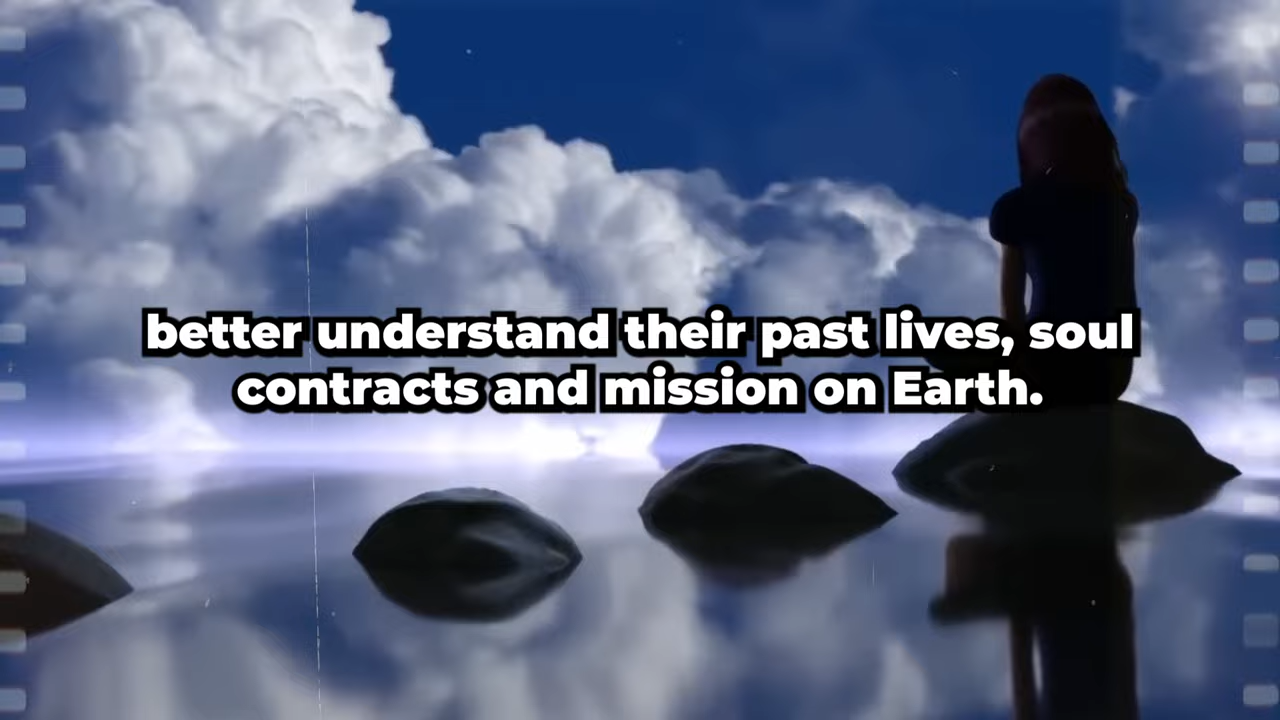 better understand their past lives, soul
contracts and mission on Earth.